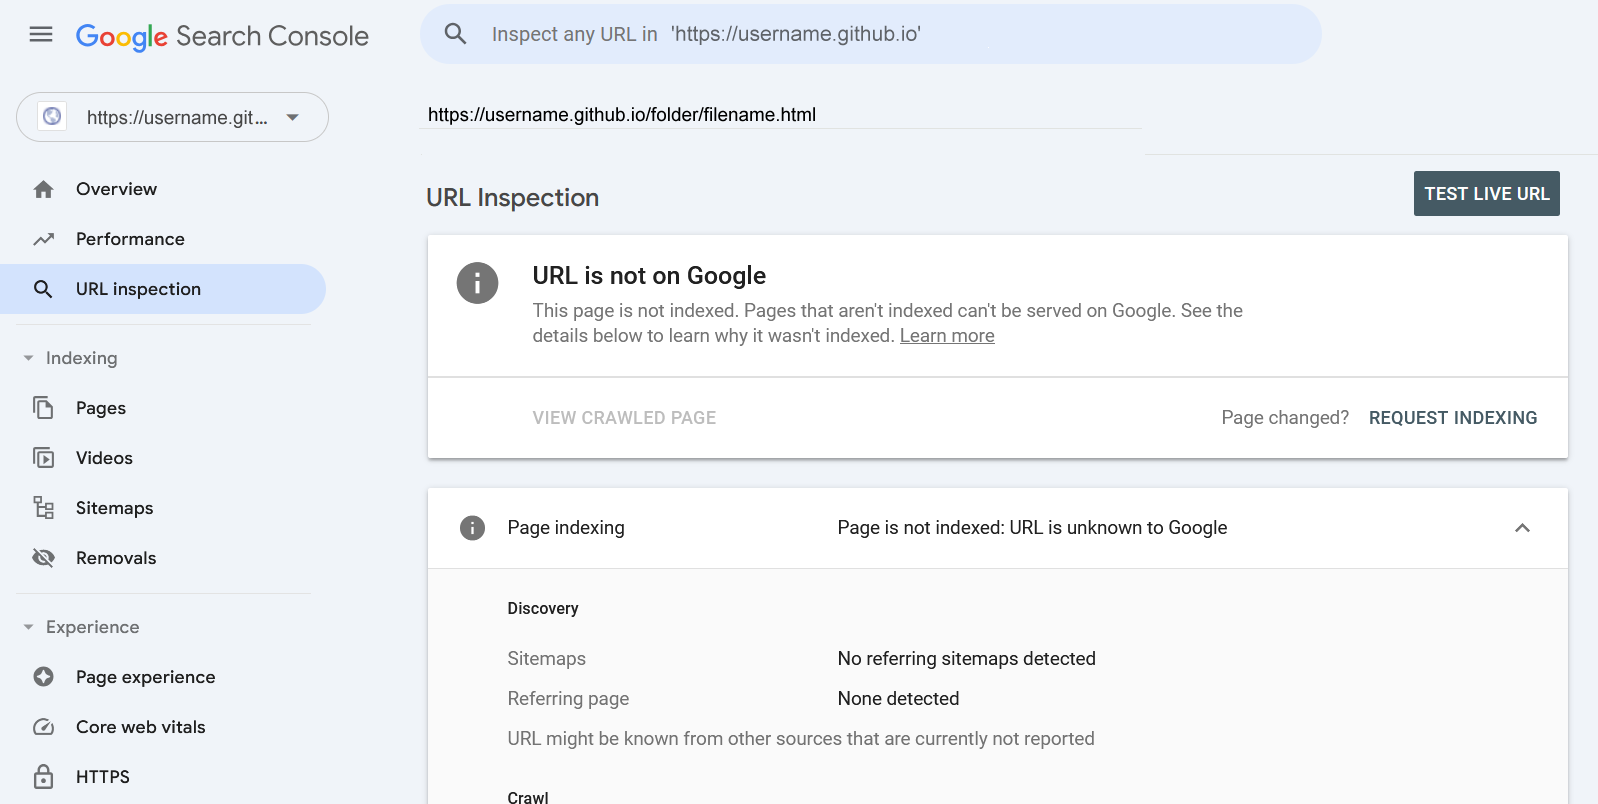 Google Search Console
Inspect any URL in 'https://username.github.io'
https://username.git...
https://username.github.io/folder/filename.html
Overview
Performance
URL inspection
Indexing
Pages
Videos
Sitemaps
Removals
Experience
Page experience
Core web vitals
HTTPS
URL Inspection
TEST LIVE URL
URL is not on Google
This page is not indexed. Pages that aren't indexed can't be served on Google. See the
details below to learn why it wasn't indexed. Learn more
VIEW CRAWLED PAGE
Page changed? REQUEST INDEXING
Page indexing
Page is not indexed: URL is unknown to Google
Discovery
Sitemaps
No referring sitemaps detected
Referring page
None detected
URL might be known from other sources that are currently not reported
Crawl